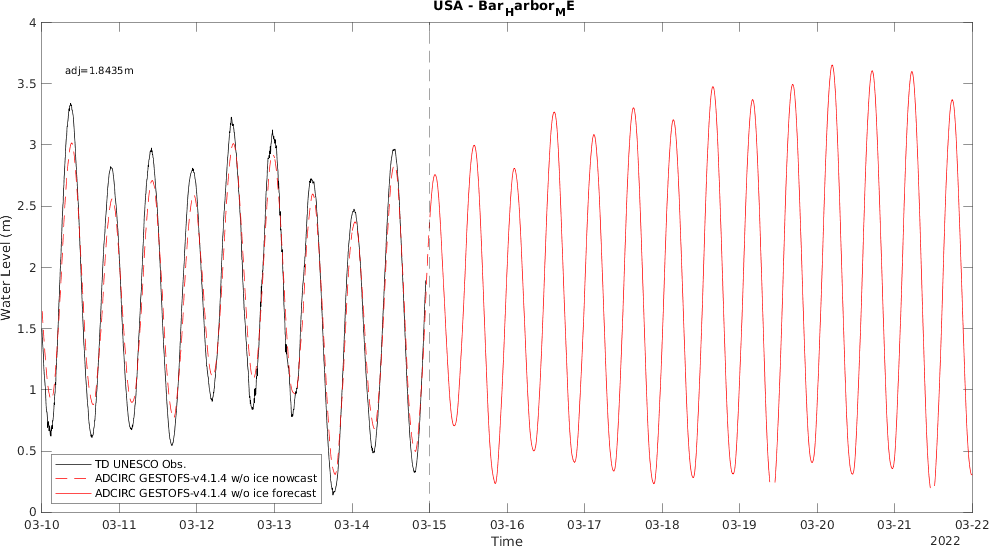 USA - Bar_Harbor_ME
adj=1.8435m
4
3.5
3
2.5
2
1.5
1
0.5
0
Water Level (m)
TD UNESCO Obs.
ADCIRC GESTOFS-v4.1.4 w/o ice nowcast
ADCIRC GESTOFS-v4.1.4 w/o ice forecast
03-10 03-11 03-12 03-13 03-14 03-15 03-16 03-17 03-18 03-19 03-20 03-21 03-22
Time
2022